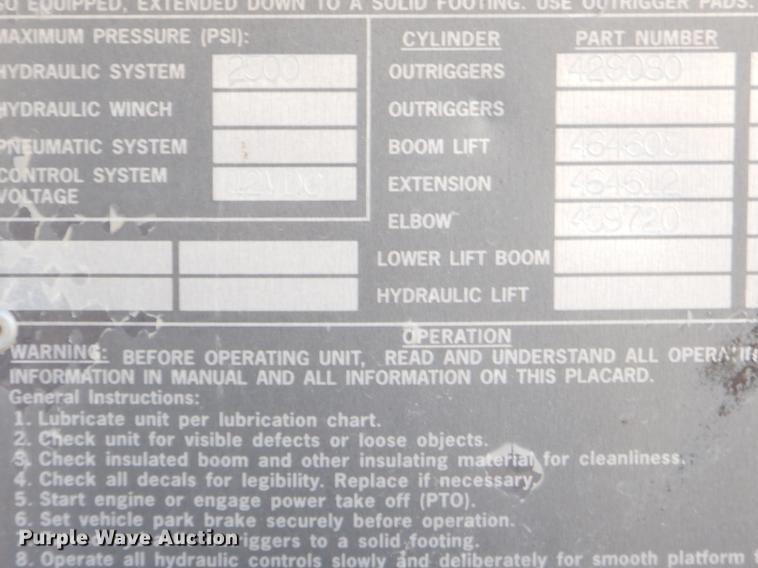 SO EQUIPPED, EXTENDED DOWN TO A SOLID FOOTING. USE OUTRIGGER PADS.
MAXIMUM PRESSURE (PSI):
HYDRAULIC SYSTEM 2500
HYDRAULIC WINCH
PNEUMATIC SYSTEM
CONTROL SYSTEM VOLTAGE 12VDC
CYLINDER PART NUMBER
OUTRIGGERS 426080
OUTRIGGERS
BOOM LIFT
EXTENSION 464612
ELBOW 459720
LOWER LIFT BOOM
HYDRAULIC LIFT
OPERATION
WARNING: BEFORE OPERATING UNIT, READ AND UNDERSTAND ALL
INFORMATION IN MANUAL AND ALL INFORMATION ON THIS PLACARD.
General Instructions:
1. Lubricate unit per lubrication chart.
2. Check unit for visible defects or loose objects.
3. Check insulated boom and other insulating material for cleanliness.
4. Check all decals for legibility. Replace if necessary.
5. Start engine or engage power take off (PTO).
6. Set vehicle park brake securely before operation.
to a solid footing.
8. Operate all hydraulic controls slowly and deliberately for smooth platform
Purple Wave Auction